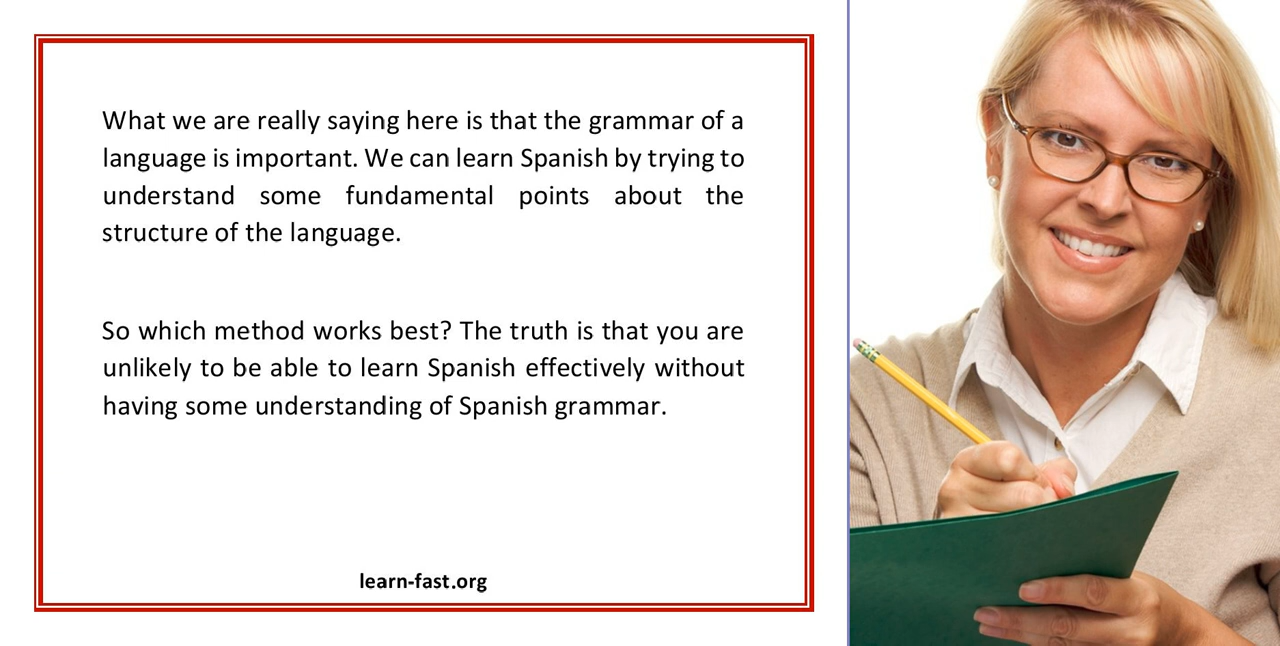 What we are really saying here is that the grammar of a
language is important. We can learn Spanish by trying to
understand some fundamental points about the
structure of the language.
So which method works best? The truth is that you are
unlikely to be able to learn Spanish effectively without
having some understanding of Spanish grammar.
learn-fast.org